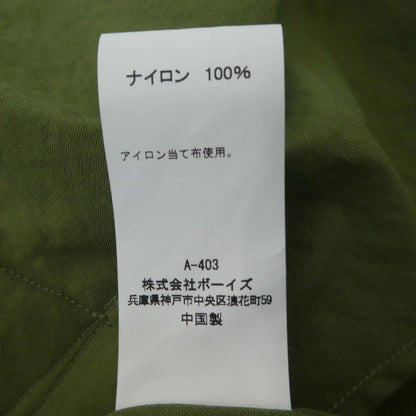 ナイロン 100%
アイロン当て布使用。
A-403
株式会社ボーイズ
兵庫県神戸市中央区浪花町59
中国製